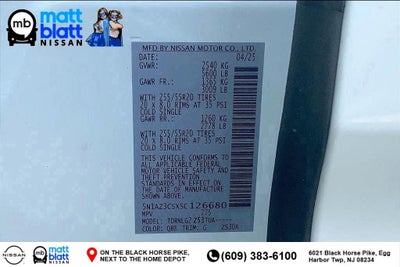 mb
matt
blatt
NISSAN
MFD BY NISSAN MOTOR CO., LTD.
DATE: 04/25
GVWR: 2540 KG
5600 LB
GAWR FR.: 1365 KG
3009 LB
WITH 255/55R20 TIRES
20 x 8.0 RIMS AT 35 PSI
COLD SINGLE
GAWR RR.: 1260 KG
2778 LB
WITH 255/55R20 TIRES
20 x 8.0 RIMS AT 35 PSI
COLD SINGLE
THIS VEHICLE CONFORMS TO
ALL APPLICABLE FEDERAL
MOTOR VEHICLE SAFETY AND
THEFT PREVENTION
STANDARDS IN EFFECT ON
THE DATE OF MANUFACTURE
SHOWN ABOVE.
MPV
COLOR: QBE TRIM: G
mb
matt
blatt
NISSAN
ON THE BLACK HORSE PIKE,
NEXT TO THE HOME DEPOT
(609) 383-6100
6021 Black Horse Pike, Egg
Harbor Twp, NJ 08234